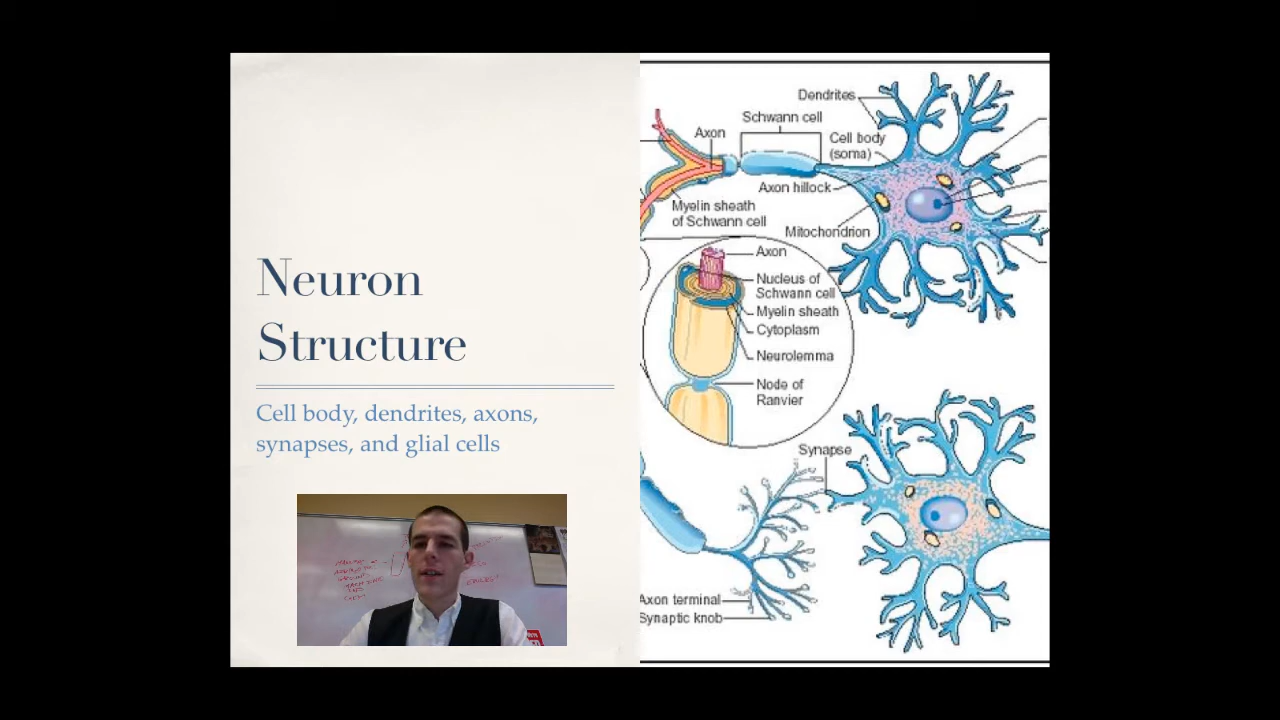 Neuron
Structure
Cell body, dendrites, axons,
synapses, and glial cells
Dendrites
Schwann cell
Axon
Cell body
(soma)
Axon hillock
Myelin sheath
of Schwann cell
Mitochondrion
Axon
Nucleus of
Schwann cell
Myelin sheath
Cytoplasm
Neurolemma
Node of
Ranvier
Synapse
Axon terminal
Synaptic knob